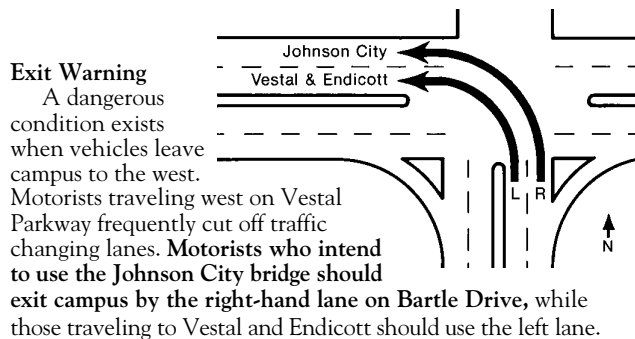 Johnson City
Vestal & Endicott
L R
N
Exit Warning
A dangerous
condition exists
when vehicles leave
campus to the west.
Motorists traveling west on Vestal
Parkway frequently cut off traffic
changing lanes. Motorists who intend
to use the Johnson City bridge should
exit campus by the right-hand lane on Bartle Drive, while
those traveling to Vestal and Endicott should use the left lane.